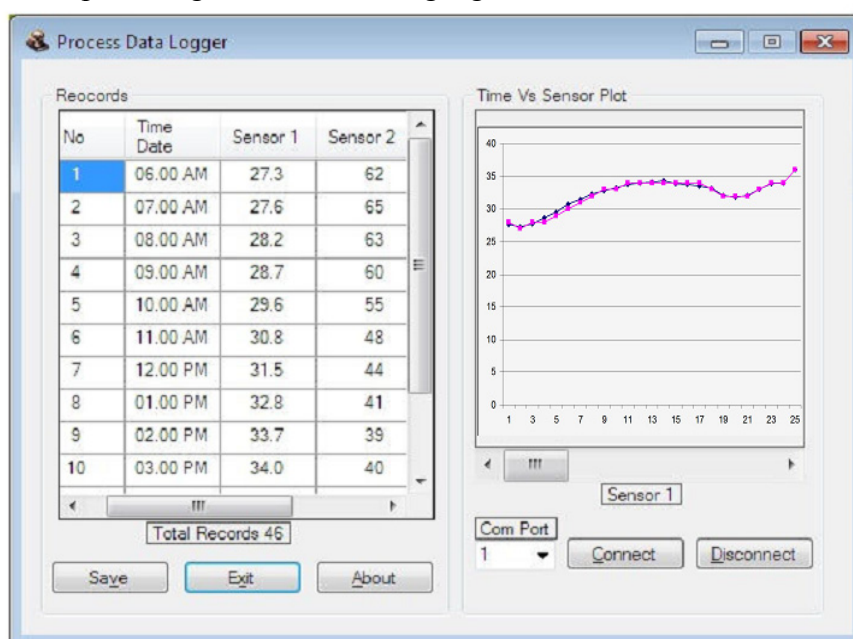 Process Data Logger
Reocords
No Time Date Sensor 1 Sensor 2
1 06.00 AM 27.3 62
2 07.00 AM 27.6 65
3 08.00 AM 28.2 63
4 09.00 AM 28.7 60
5 10.00 AM 29.6 55
6 11.00 AM 30.8 48
7 12.00 PM 31.5 44
8 01.00 PM 32.8 41
9 02.00 PM 33.7 39
10 03.00 PM 34.0 40
Total Records 46
Save Exit About
Time Vs Sensor Plot
40
35
30
25
20
15
10
5
0
1 3 5 7 9 11 13 15 17 19 21 23 25
Sensor 1
Com Port
1 Connect Disconnect